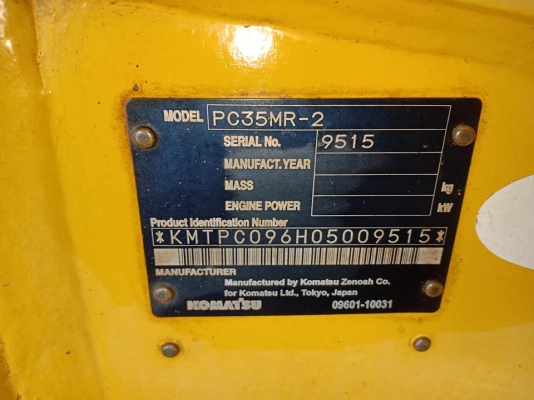 MODEL PC35MR-2
SERIAL No. 9515
MANUFACT. YEAR
MASS kg
ENGINE POWER kW
Product Identification Number
*KMTPC096H05009515*
MANUFACTURER
Manufactured by Komatsu Zenoah Co.
for Komatsu Ltd., Tokyo, Japan
KOMATSU 09601-10031